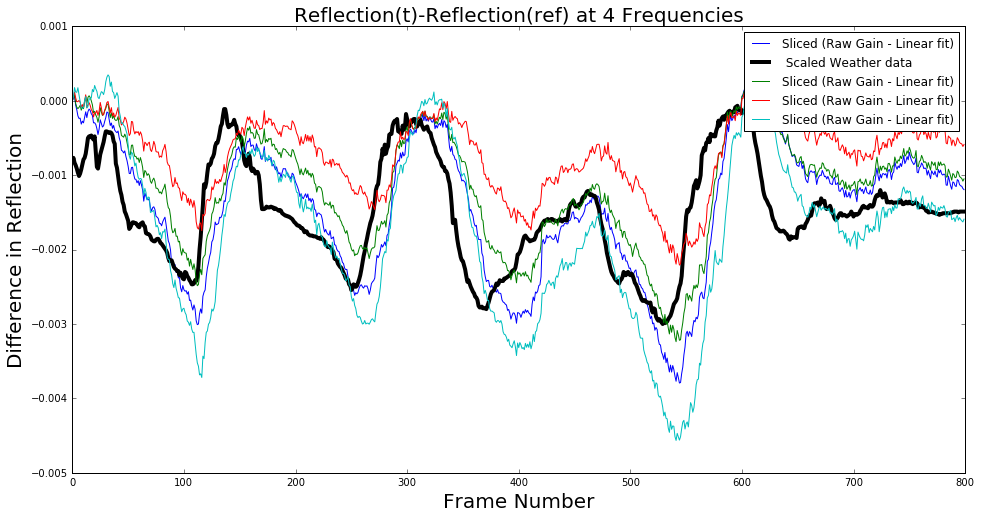 Reflection(t)-Reflection(ref) at 4 Frequencies
Sliced (Raw Gain - Linear fit)
Scaled Weather data
Sliced (Raw Gain - Linear fit)
Sliced (Raw Gain - Linear fit)
Sliced (Raw Gain - Linear fit)
Difference in Reflection
0.001
0.000
−0.001
−0.002
−0.003
−0.004
−0.005
0 100 200 300 400 500 600 700 800
Frame Number